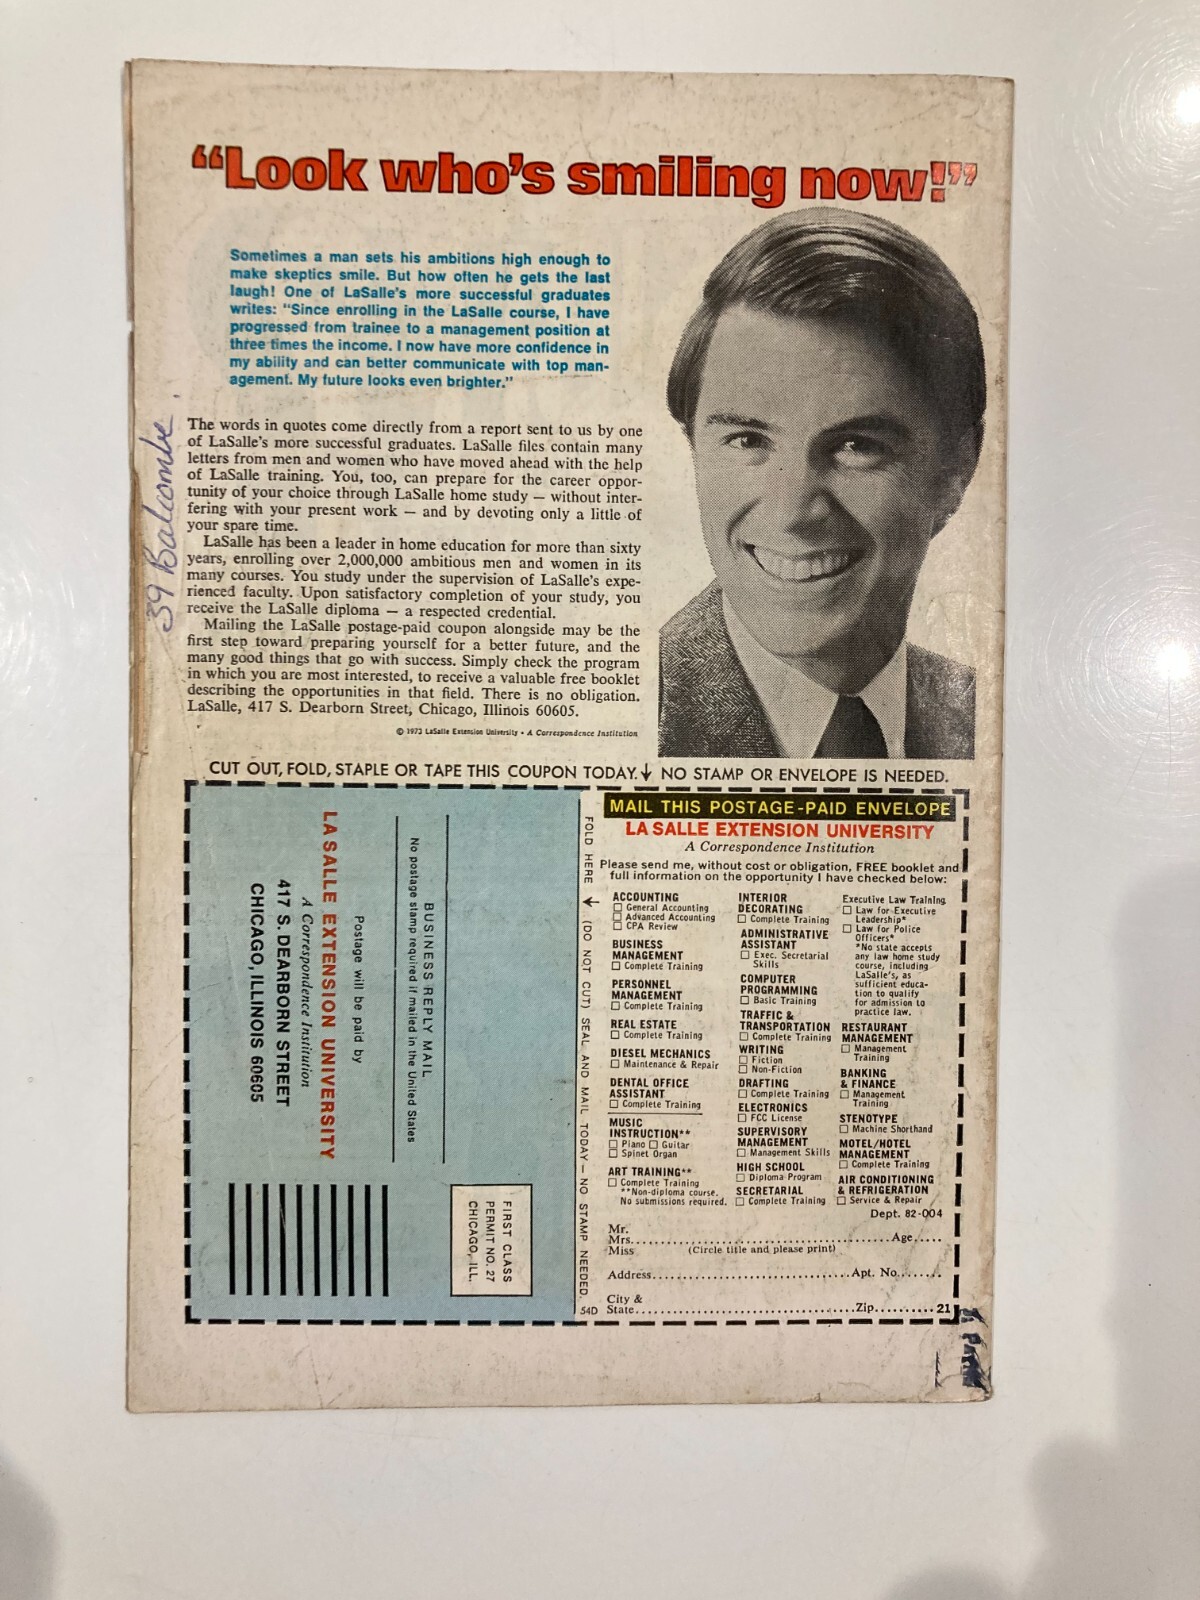 “Look who’s smiling now!”
Sometimes a man sets his ambitions high enough to
make skeptics smile. But how often he gets the last
laugh! One of LaSalle's more successful graduates
writes: "Since enrolling in the LaSalle course, I have
progressed from trainee to a management position at
three times the income. I now have more confidence in
my ability and can better communicate with top man-
agement. My future looks even brighter."
39 Balcombe.
The words in quotes come directly from a report sent to us by one
of LaSalle's more successful graduates. LaSalle files contain many
letters from men and women who have moved ahead with the help
of LaSalle training. You, too, can prepare for the career oppor-
tunity of your choice through LaSalle home study — without inter-
fering with your present work — and by devoting only a little of
your spare time.
LaSalle has been a leader in home education for more than sixty
years, enrolling over 2,000,000 ambitious men and women in its
many courses. You study under the supervision of LaSalle's expe-
rienced faculty. Upon satisfactory completion of your study, you
receive the LaSalle diploma — a respected credential.
Mailing the LaSalle postage-paid coupon alongside may be the
first step toward preparing yourself for a better future, and the
many good things that go with success. Simply check the program
in which you are most interested, to receive a valuable free booklet
describing the opportunities in that field. There is no obligation.
LaSalle, 417 S. Dearborn Street, Chicago, Illinois 60605.
© 1973 LaSalle Extension University • A Correspondence Institution
CUT OUT, FOLD, STAPLE OR TAPE THIS COUPON TODAY. ↓ NO STAMP OR ENVELOPE IS NEEDED.
BUSINESS REPLY MAIL
No postage stamp required if mailed in the United States
Postage will be paid by
LA SALLE EXTENSION UNIVERSITY
A Correspondence Institution
417 S. DEARBORN STREET
CHICAGO, ILLINOIS 60605
FIRST CLASS
PERMIT NO. 27
CHICAGO, ILL.
FOLD HERE ↓ (DO NOT CUT) SEAL AND MAIL TODAY — NO STAMP NEEDED.
54D
MAIL THIS POSTAGE-PAID ENVELOPE
LA SALLE EXTENSION UNIVERSITY
A Correspondence Institution
Please send me, without cost or obligation, FREE booklet and
full information on the opportunity I have checked below:
ACCOUNTING
☐ General Accounting
☐ Advanced Accounting
☐ CPA Review
BUSINESS
MANAGEMENT
☐ Complete Training
PERSONNEL
MANAGEMENT
☐ Complete Training
REAL ESTATE
☐ Complete Training
DIESEL MECHANICS
☐ Maintenance & Repair
DENTAL OFFICE
ASSISTANT
☐ Complete Training
MUSIC
INSTRUCTION**
☐ Piano ☐ Guitar
☐ Spinet Organ
ART TRAINING**
☐ Complete Training
**Non-diploma course.
No submissions required.
INTERIOR
DECORATING
☐ Complete Training
ADMINISTRATIVE
ASSISTANT
☐ Exec. Secretarial
Skills
COMPUTER
PROGRAMMING
☐ Basic Training
TRAFFIC &
TRANSPORTATION
☐ Complete Training
WRITING
☐ Fiction
☐ Non-Fiction
DRAFTING
☐ Complete Training
ELECTRONICS
☐ FCC License
SUPERVISORY
MANAGEMENT
☐ Management Skills
HIGH SCHOOL
☐ Diploma Program
SECRETARIAL
☐ Complete Training
Executive Law Training
☐ Law for Executive
Leadership*
☐ Law for Police
Officers*
*No state accepts
any law home study
course, including
LaSalle's, as
sufficient educa-
tion to qualify
for admission to
practice law.
RESTAURANT
MANAGEMENT
☐ Management
Training
BANKING
& FINANCE
☐ Management
Training
STENOTYPE
☐ Machine Shorthand
MOTEL/HOTEL
MANAGEMENT
☐ Complete Training
AIR CONDITIONING
& REFRIGERATION
☐ Service & Repair
Dept. 82-004
Mr.
Mrs. Age
Miss (Circle title and please print)
Address Apt. No.
City &
State Zip 21